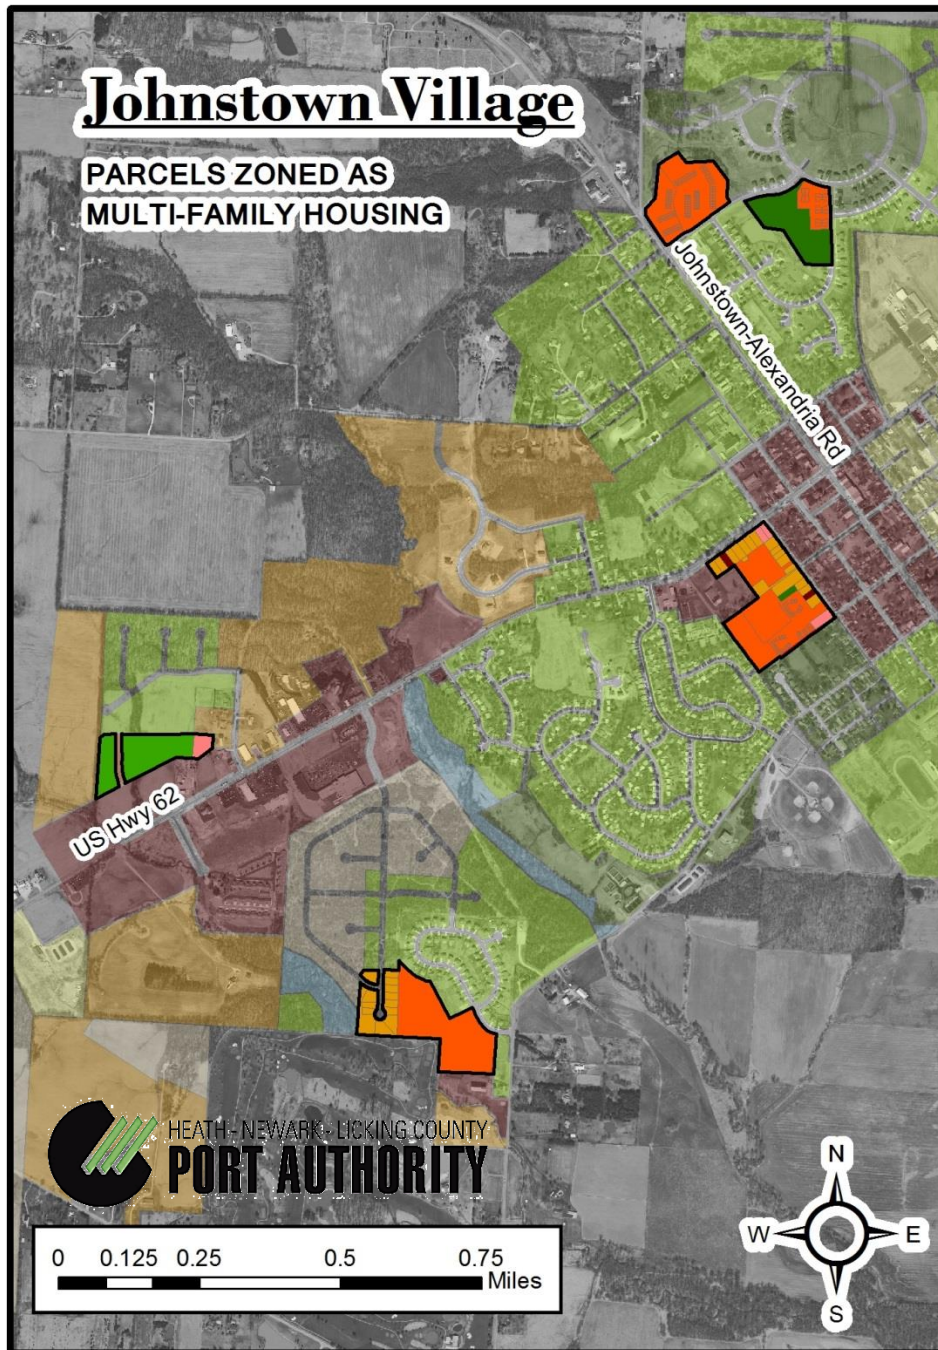 Johnstown Village
PARCELS ZONED AS
MULTI-FAMILY HOUSING
Johnstown-Alexandria Rd
US Hwy 62
HEATH - NEWARK - LICKING COUNTY
PORT AUTHORITY
0 0.125 0.25 0.5 0.75
Miles
N
W E
S